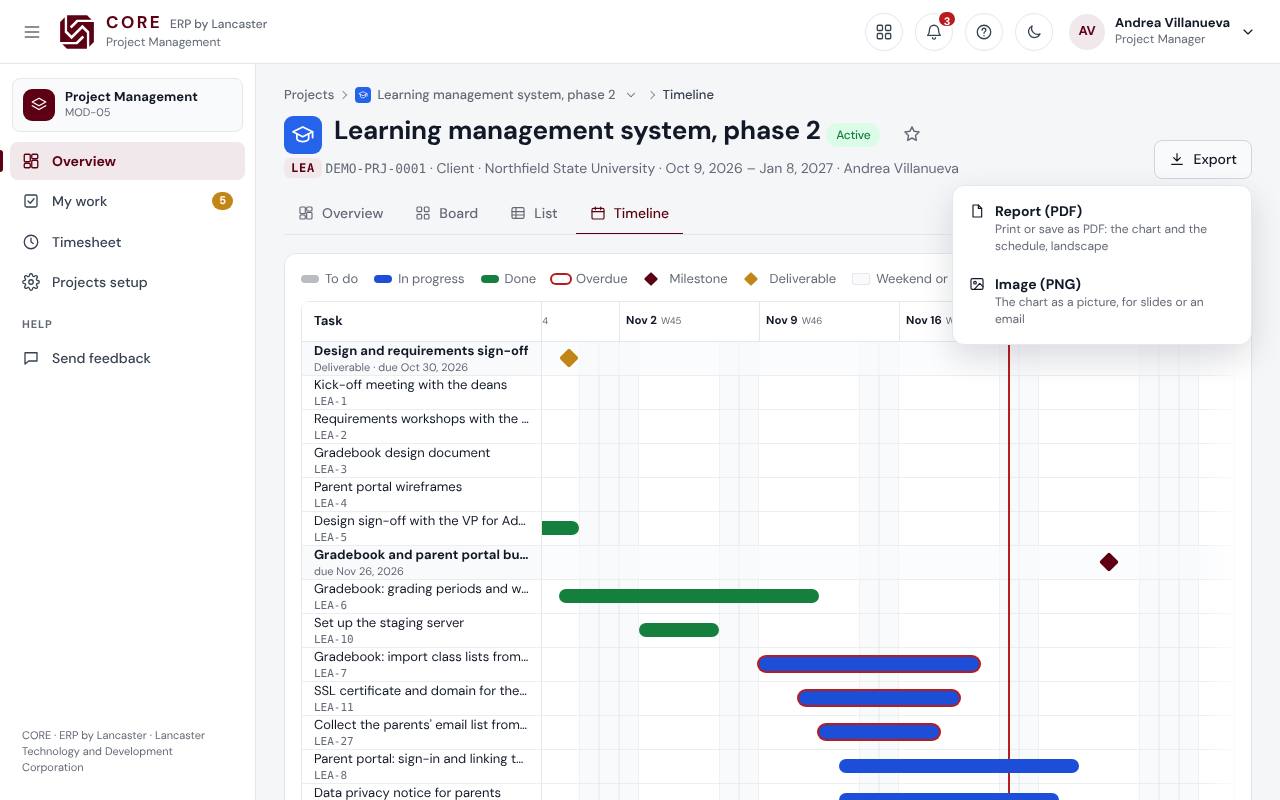 CORE ERP by Lancaster
Project Management
3
AV
Andrea Villanueva
Project Manager
Project Management
MOD-05
Overview
My work 5
Timesheet
Projects setup
HELP
Send feedback
CORE · ERP by Lancaster · Lancaster
Technology and Development
Corporation
Projects Learning management system, phase 2 Timeline
Learning management system, phase 2 Active
LEA DEMO-PRJ-0001 · Client · Northfield State University · Oct 9, 2026 – Jan 8, 2027 · Andrea Villanueva
Export
Overview Board List Timeline
Report (PDF)
Print or save as PDF: the chart and the
schedule, landscape
Image (PNG)
The chart as a picture, for slides or an
email
To do In progress Done Overdue Milestone Deliverable Weekend or
Task 4 Nov 2 W45 Nov 9 W46 Nov 16
Design and requirements sign-off
Deliverable · due Oct 30, 2026
Kick-off meeting with the deans
LEA-1
Requirements workshops with the …
LEA-2
Gradebook design document
LEA-3
Parent portal wireframes
LEA-4
Design sign-off with the VP for Ad…
LEA-5
Gradebook and parent portal bu…
due Nov 26, 2026
Gradebook: grading periods and w…
LEA-6
Set up the staging server
LEA-10
Gradebook: import class lists from…
LEA-7
SSL certificate and domain for the…
LEA-11
Collect the parents' email list from…
LEA-27
Parent portal: sign-in and linking t…
LEA-8
Data privacy notice for parents